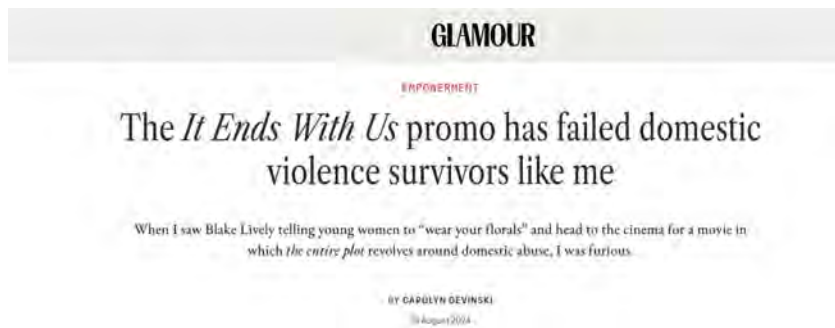 GLAMOUR
EMPOWERMENT
The It Ends With Us promo has failed domestic
violence survivors like me
When I saw Blake Lively telling young women to “wear your florals” and head to the cinema for a movie in
which the entire plot revolves around domestic abuse, I was furious.
BY CAROLYN DEVINSKI
August 2024